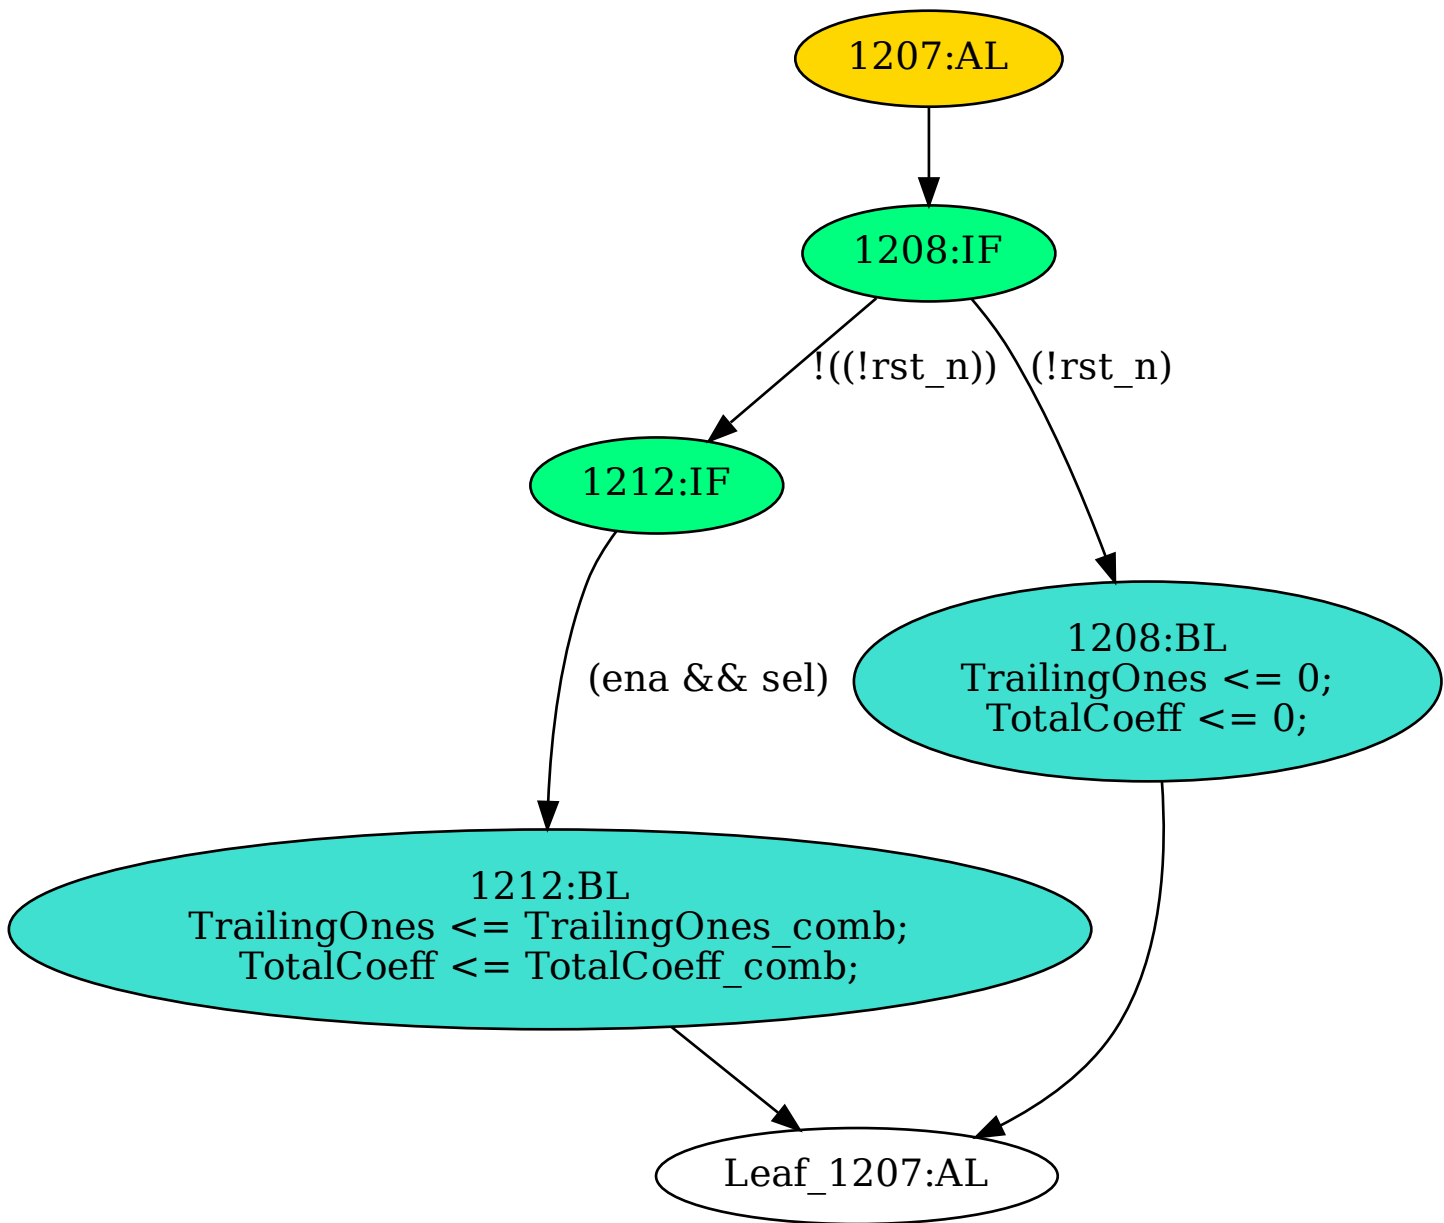 1207:AL
1208:IF
!((!rst_n))
(!rst_n)
1212:IF
1208:BL
TrailingOnes <= 0;
TotalCoeff <= 0;
(ena && sel)
1212:BL
TrailingOnes <= TrailingOnes_comb;
TotalCoeff <= TotalCoeff_comb;
Leaf_1207:AL